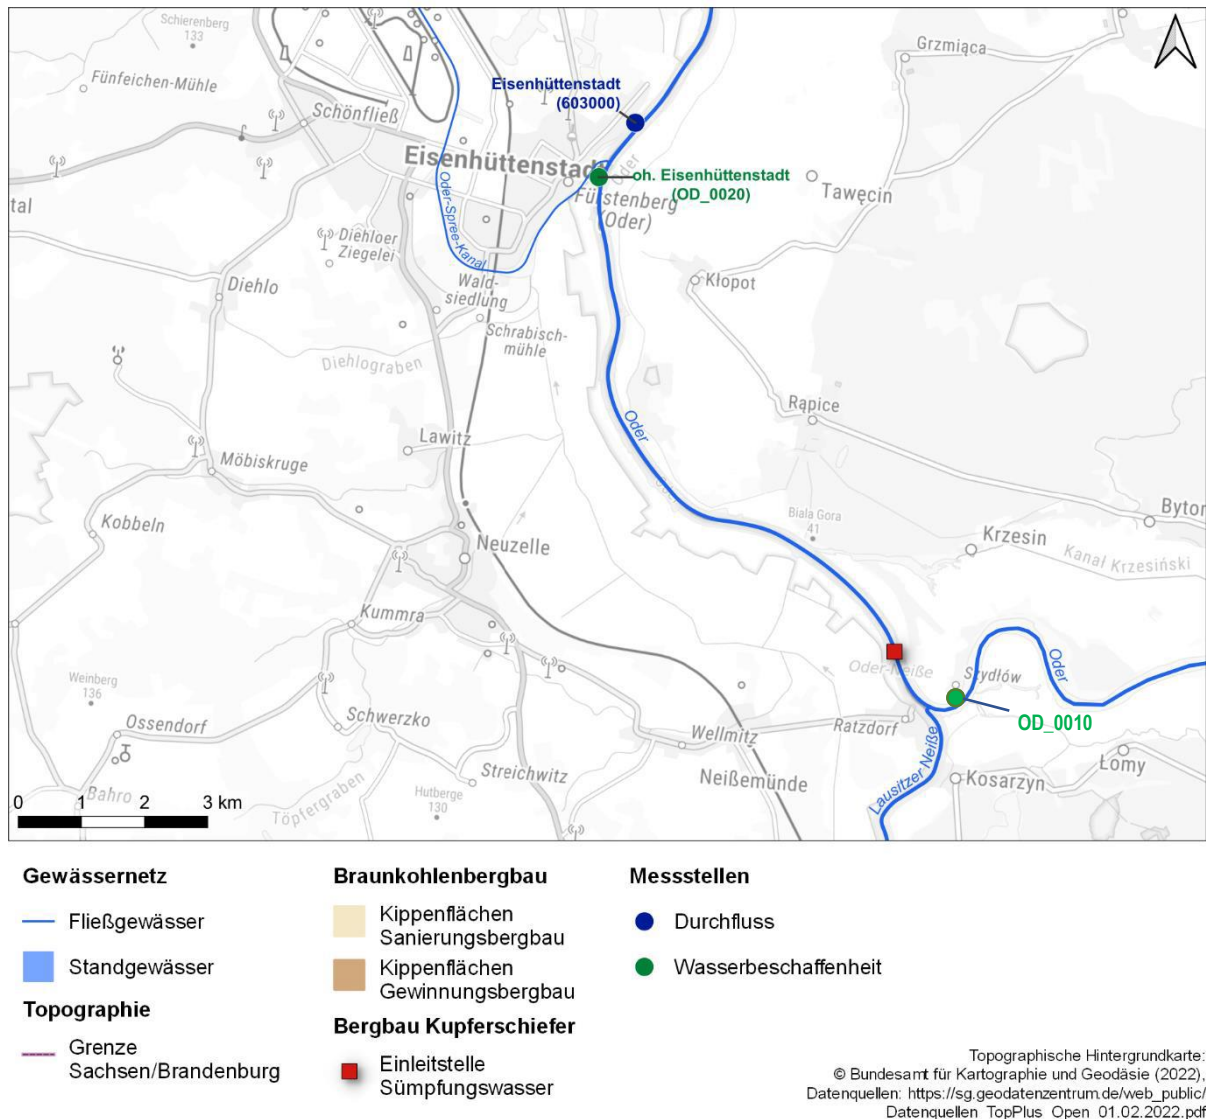 Schierenberg
133
Fünfeichen-Mühle
Schönfließ
Grzmiąca
Eisenhüttenstadt
(603000)
Eisenhüttenstadt
oh. Eisenhüttenstadt
(OD_0020)
Oder
Fürstenberg
(Oder)
Tawęcin
tal
Oder-Spree-Kanal
Diehloer
Ziegelei
Diehlo
Wald-
siedlung
Kłopot
Schrabisch-
mühle
Diehlograben
Rąpice
Oder
Lawitz
Möbiskruge
Kobbeln
Neuzelle
Biala Gora
41
Krzesin
Bytor
Kanał Krzesiński
Kummra
Weinberg
136
Oder-Neiße
Szydłów
Oder
Ossendorf
Schwerzko
Wellmitz
Ratzdorf
OD_0010
Streichwitz
Neißemünde
Lausitzer Neiße
Kosarzyn
Łomy
Hutberge
130
Bahro
Töpfergraben
0 1 2 3 km
Gewässernetz
Fließgewässer
Standgewässer
Topographie
Grenze
Sachsen/Brandenburg
Braunkohlenbergbau
Kippenflächen
Sanierungsbergbau
Kippenflächen
Gewinnungsbergbau
Bergbau Kupferschiefer
Einleitstelle
Sümpfungswasser
Messstellen
Durchfluss
Wasserbeschaffenheit
Topographische Hintergrundkarte:
© Bundesamt für Kartographie und Geodäsie (2022),
Datenquellen: https://sg.geodatenzentrum.de/web_public/
Datenquellen_TopPlus_Open_01.02.2022.pdf